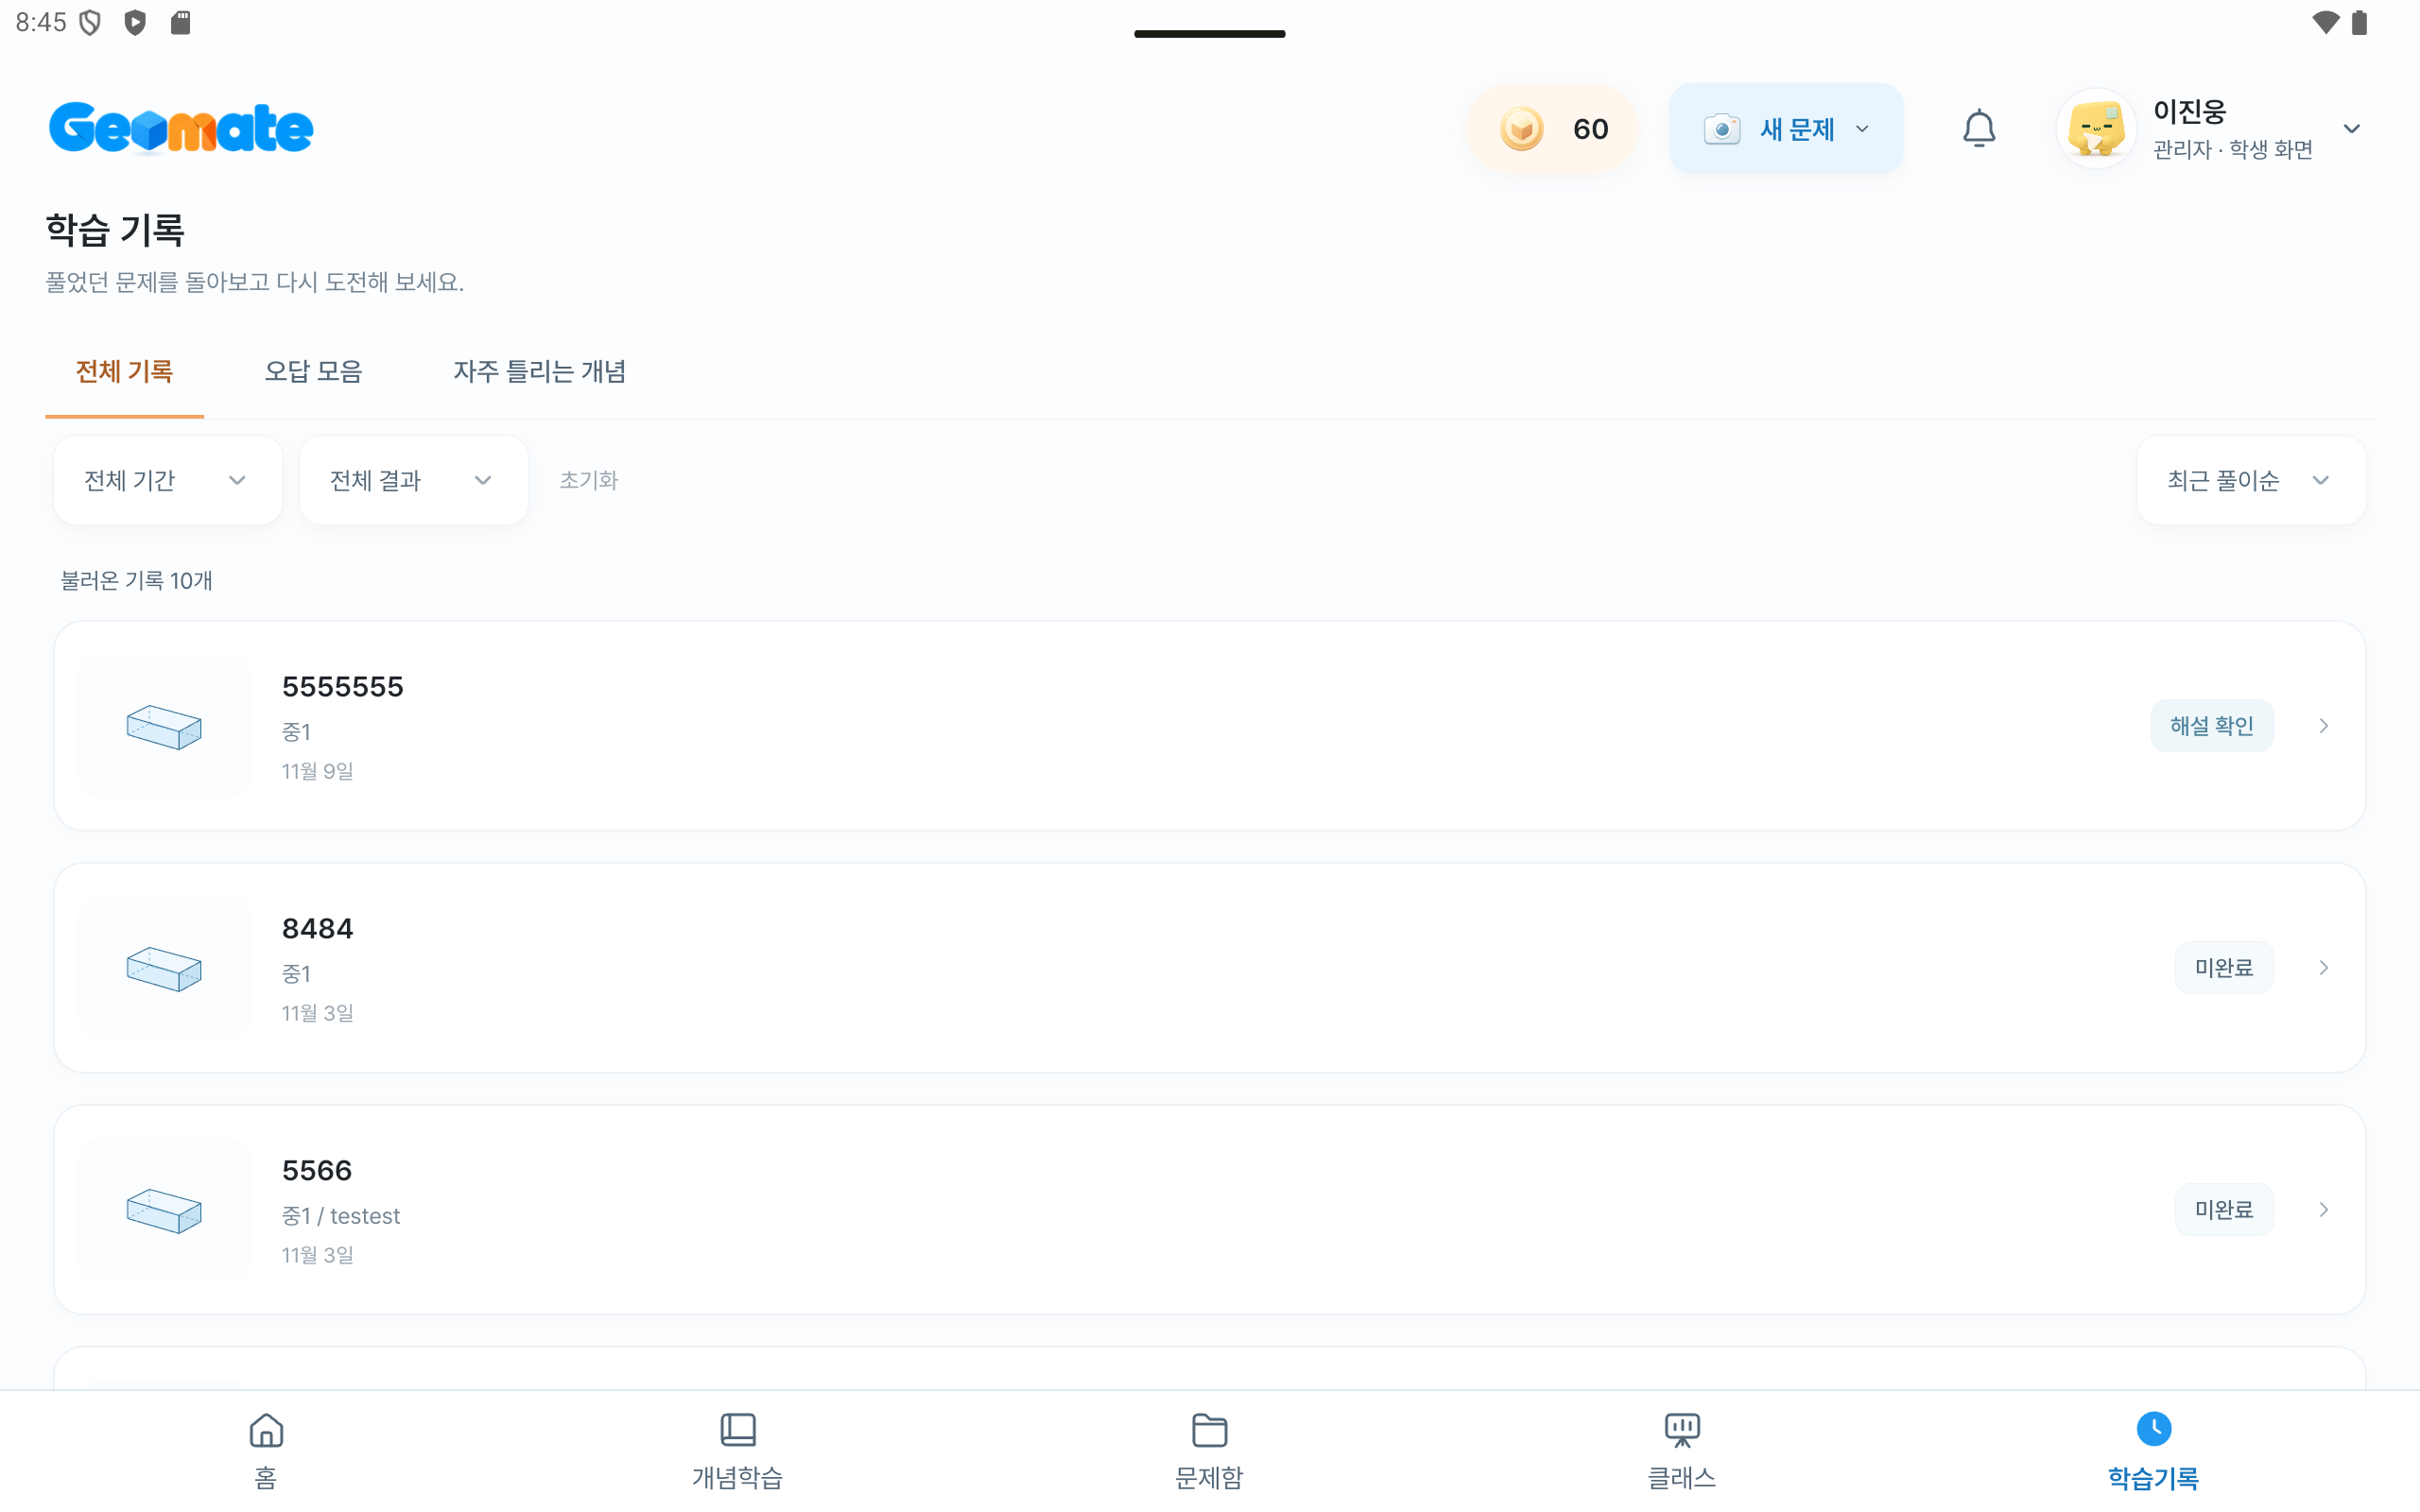 8:45
Geomate
60
새 문제
이진웅
관리자 · 학생 화면
학습 기록
풀었던 문제를 돌아보고 다시 도전해 보세요.
전체 기록
오답 모음
자주 틀리는 개념
전체 기간
전체 결과
초기화
최근 풀이순
불러온 기록 10개
5555555
중1
11월 9일
해설 확인
8484
중1
11월 3일
미완료
5566
중1 / testest
11월 3일
미완료
홈
개념학습
문제함
클래스
학습기록